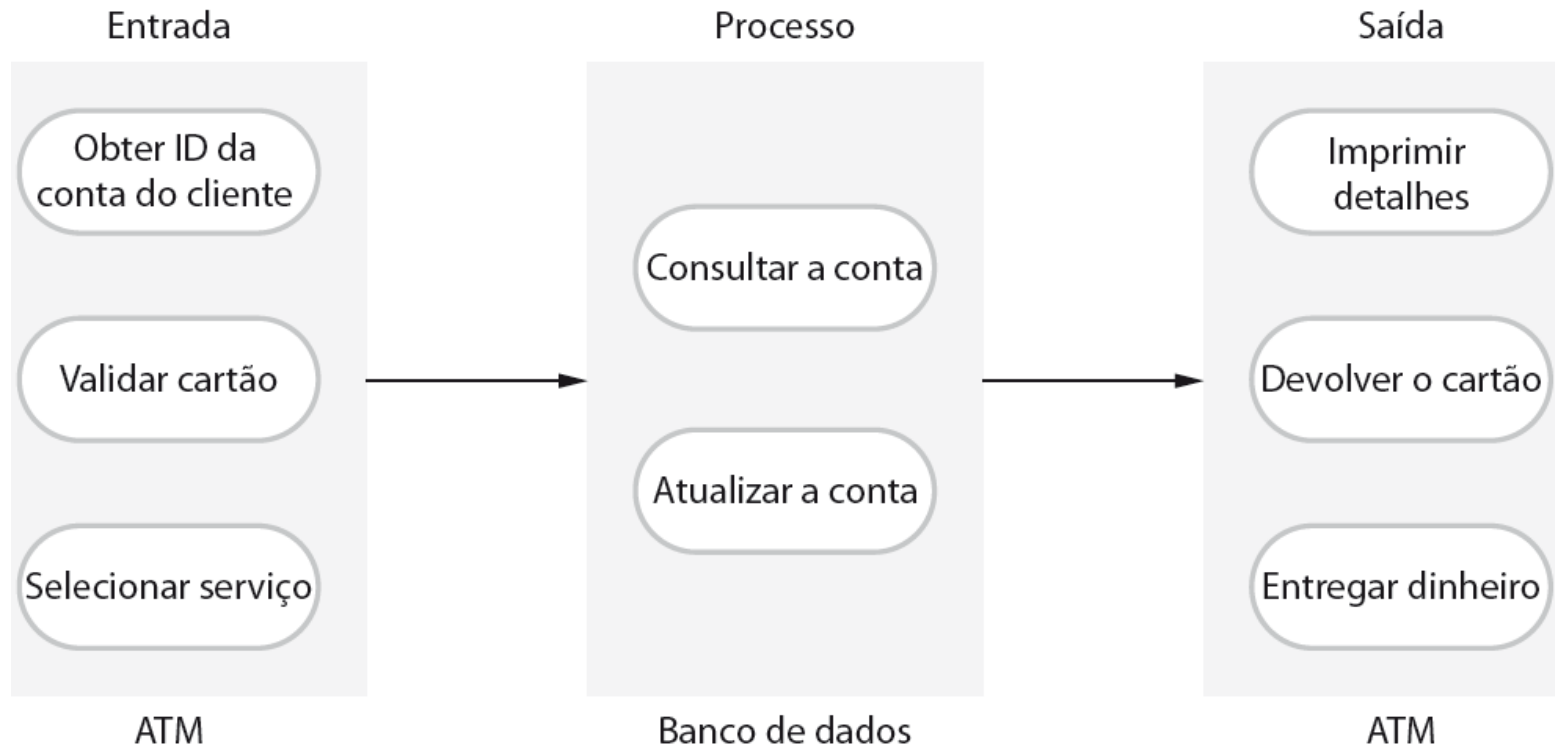 Entrada
Obter ID da
conta do cliente
Validar cartão
Selecionar serviço
ATM
Processo
Consultar a conta
Atualizar a conta
Banco de dados
Saída
Imprimir
detalhes
Devolver o cartão
Entregar dinheiro
ATM